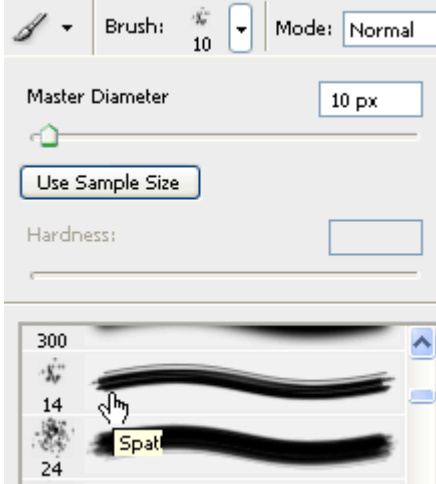 Brush: 10 Mode: Normal
Master Diameter 10 px
Use Sample Size
Hardness:
300
14
Spat
24